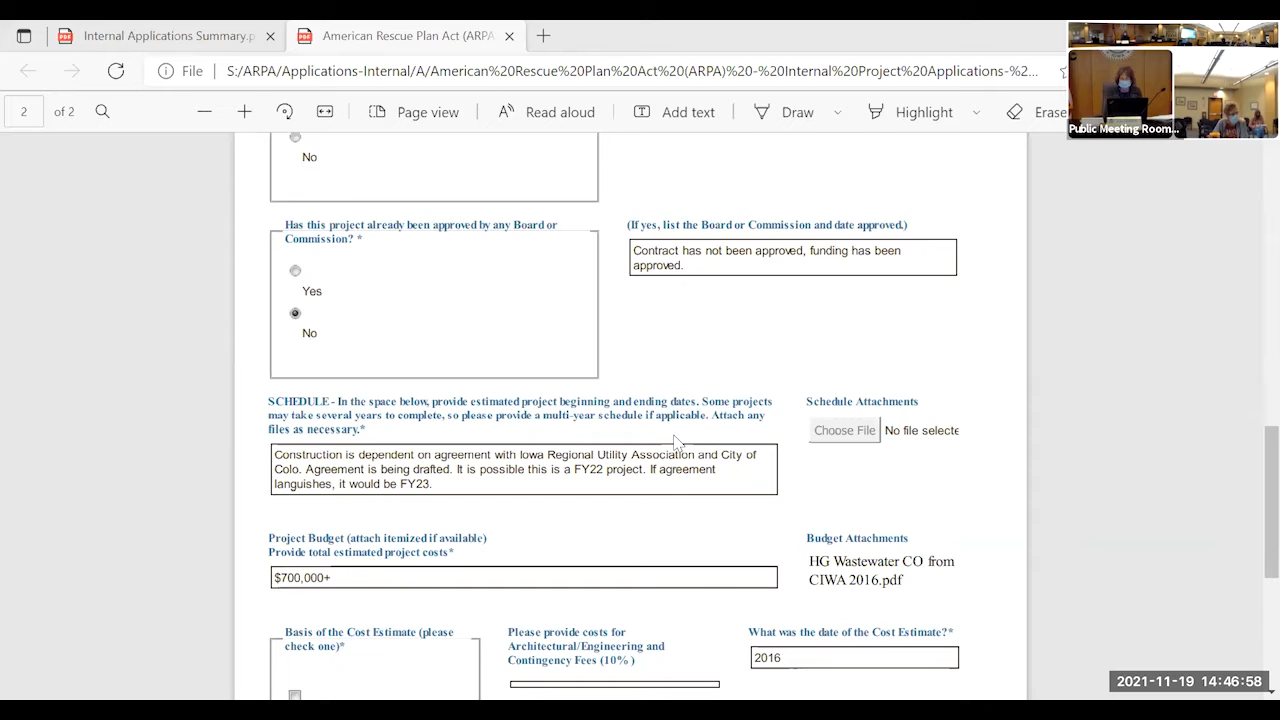 Internal Applications Summary.p
American Rescue Plan Act (ARPA
File
S:/ARPA/Applications-Internal/A/American%20Rescue%20Plan%20Act%20(ARPA)%20-%20Internal%20Project%20Applications-%2...
2 of 2
Page view
Read aloud
Add text
Draw
Highlight
Erase
Public Meeting Room...
No
Has this project already been approved by any Board or
Commission? *
Yes
No
(If yes, list the Board or Commission and date approved.)
Contract has not been approved, funding has been
approved.
SCHEDULE - In the space below, provide estimated project beginning and ending dates. Some projects
may take several years to complete, so please provide a multi-year schedule if applicable. Attach any
files as necessary.*
Construction is dependent on agreement with Iowa Regional Utility Association and City of
Colo. Agreement is being drafted. It is possible this is a FY22 project. If agreement
languishes, it would be FY23.
Schedule Attachments
Choose File No file selecte
Project Budget (attach itemized if available)
Provide total estimated project costs*
$700,000+
Budget Attachments
HG Wastewater CO from
CIWA 2016.pdf
Basis of the Cost Estimate (please
check one)*
Please provide costs for
Architectural/Engineering and
Contingency Fees (10% )
What was the date of the Cost Estimate?*
2016
2021-11-19 14:46:58